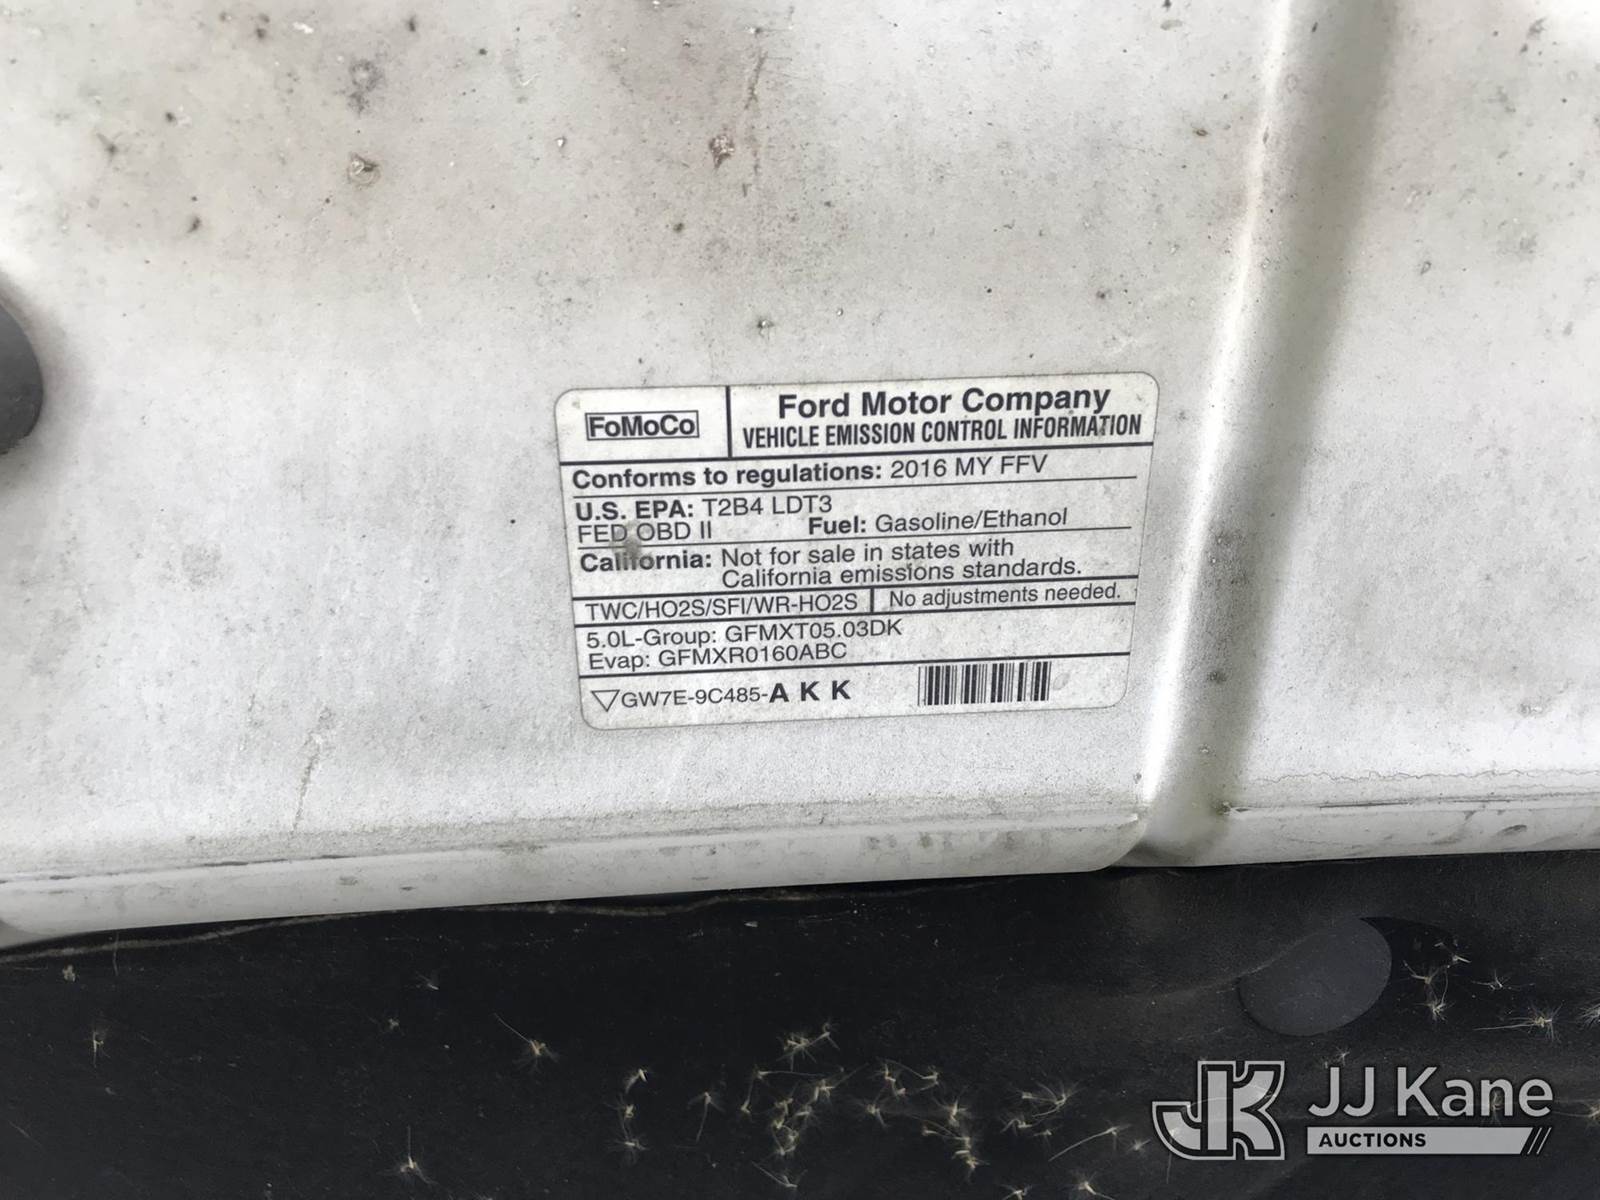 FoMoCo
Ford Motor Company
VEHICLE EMISSION CONTROL INFORMATION
Conforms to regulations: 2016 MY FFV
U.S. EPA: T2B4 LDT3
FED OBD II Fuel: Gasoline/Ethanol
California: Not for sale in states with
California emissions standards.
TWC/HO2S/SFI/WR-HO2S No adjustments needed.
5.0L-Group: GFMXT05.03DK
Evap: GFMXR0160ABC
GW7E-9C485-A K K
JK JJ Kane
AUCTIONS